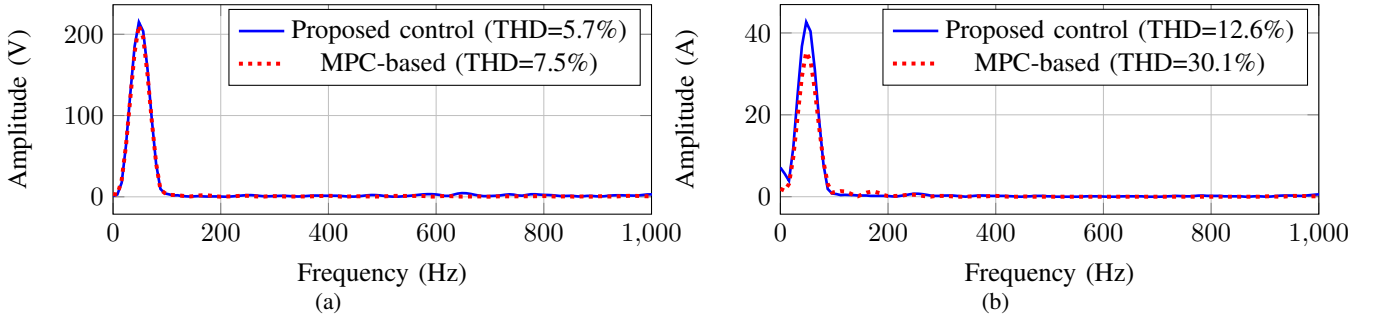 Proposed control (THD=5.7%)
MPC-based (THD=7.5%)
Amplitude (V)
200
100
0
0 200 400 600 800 1,000
Frequency (Hz)
(a)
Proposed control (THD=12.6%)
MPC-based (THD=30.1%)
Amplitude (A)
40
20
0
0 200 400 600 800 1,000
Frequency (Hz)
(b)